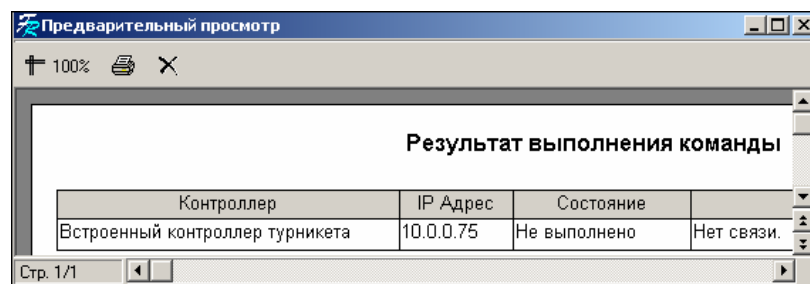 Предварительный просмотр
100%
Результат выполнения команды
Контроллер IP Адрес Состояние
Встроенный контроллер турникета 10.0.0.75 Не выполнено Нет связи.
Стр. 1/1